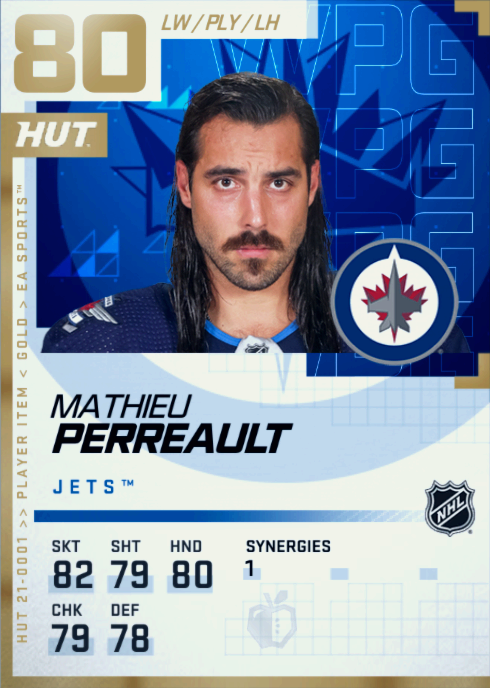 80
LW / PLY / LH
HUT
WPG
WPG
WPG
HUT 21-0001 >> PLAYER ITEM < GOLD > EA SPORTS™
MATHIEU
PERREAULT
JETS™
NHL
SKT SHT HND SYNERGIES
82 79 80 1
CHK DEF
79 78